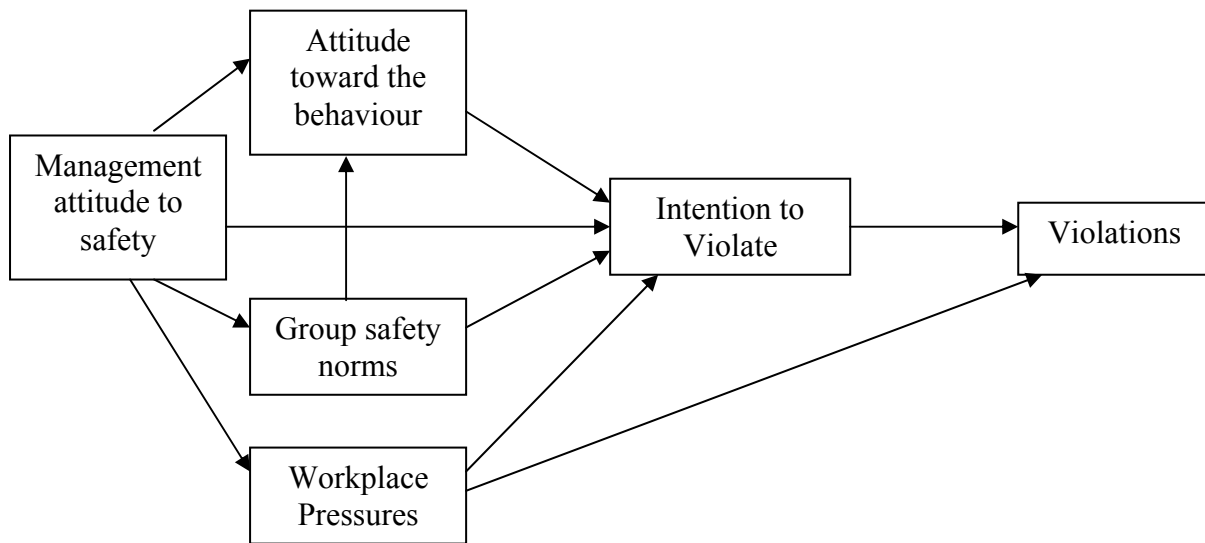 Attitude
toward the
behaviour
Management
attitude to
safety
Intention to
Violate
Violations
Group safety
norms
Workplace
Pressures